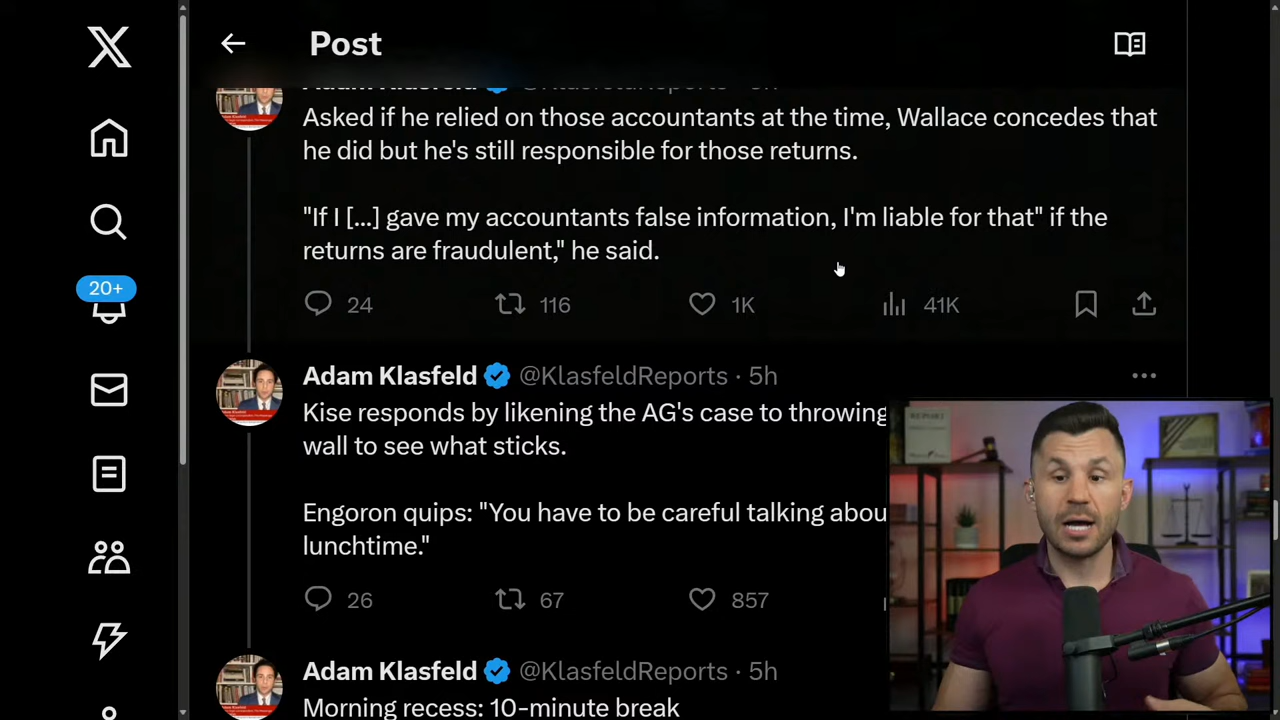 Post
Adam Klasfeld @KlasfeldReports · 5h
Asked if he relied on those accountants at the time, Wallace concedes that
he did but he's still responsible for those returns.
"If I [...] gave my accountants false information, I'm liable for that" if the
returns are fraudulent," he said.
24 116 1K 41K
20+
Adam Klasfeld @KlasfeldReports · 5h
Kise responds by likening the AG's case to throwing
wall to see what sticks.
Engoron quips: "You have to be careful talking abou
lunchtime."
26 67 857
Adam Klasfeld @KlasfeldReports · 5h
Morning recess: 10-minute break
REPORT